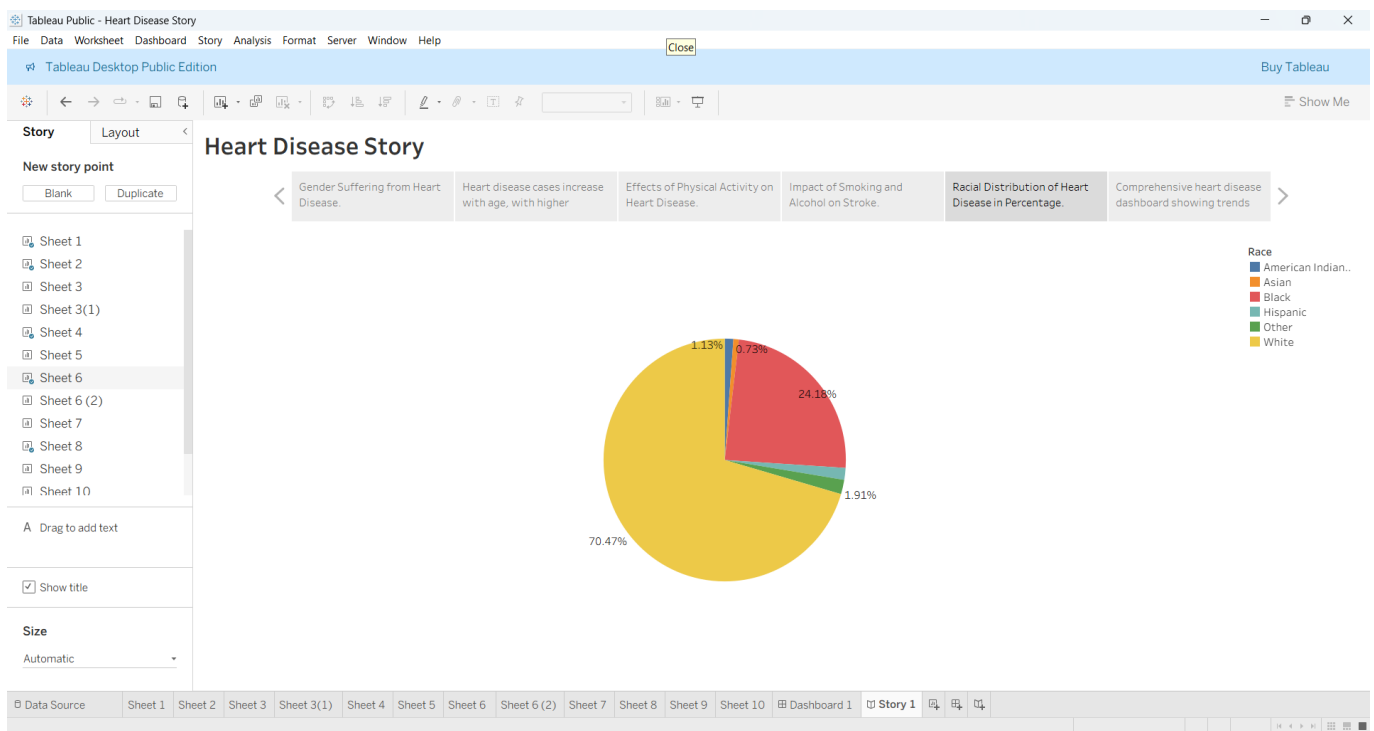 Tableau Public - Heart Disease Story
File Data Worksheet Dashboard Story Analysis Format Server Window Help
Close
Tableau Desktop Public Edition
Buy Tableau
Show Me
Story
Layout
New story point
Blank
Duplicate
Sheet 1
Sheet 2
Sheet 3
Sheet 3(1)
Sheet 4
Sheet 5
Sheet 6
Sheet 6 (2)
Sheet 7
Sheet 8
Sheet 9
Sheet 10
A Drag to add text
Show title
Size
Automatic
Heart Disease Story
Gender Suffering from Heart
Disease.
Heart disease cases increase
with age, with higher
Effects of Physical Activity on
Heart Disease.
Impact of Smoking and
Alcohol on Stroke.
Racial Distribution of Heart
Disease in Percentage.
Comprehensive heart disease
dashboard showing trends
Race
American Indian..
Asian
Black
Hispanic
Other
White
1.13%
0.73%
24.18%
1.91%
70.47%
Data Source Sheet 1 Sheet 2 Sheet 3 Sheet 3(1) Sheet 4 Sheet 5 Sheet 6 Sheet 6 (2) Sheet 7 Sheet 8 Sheet 9 Sheet 10 Dashboard 1 Story 1